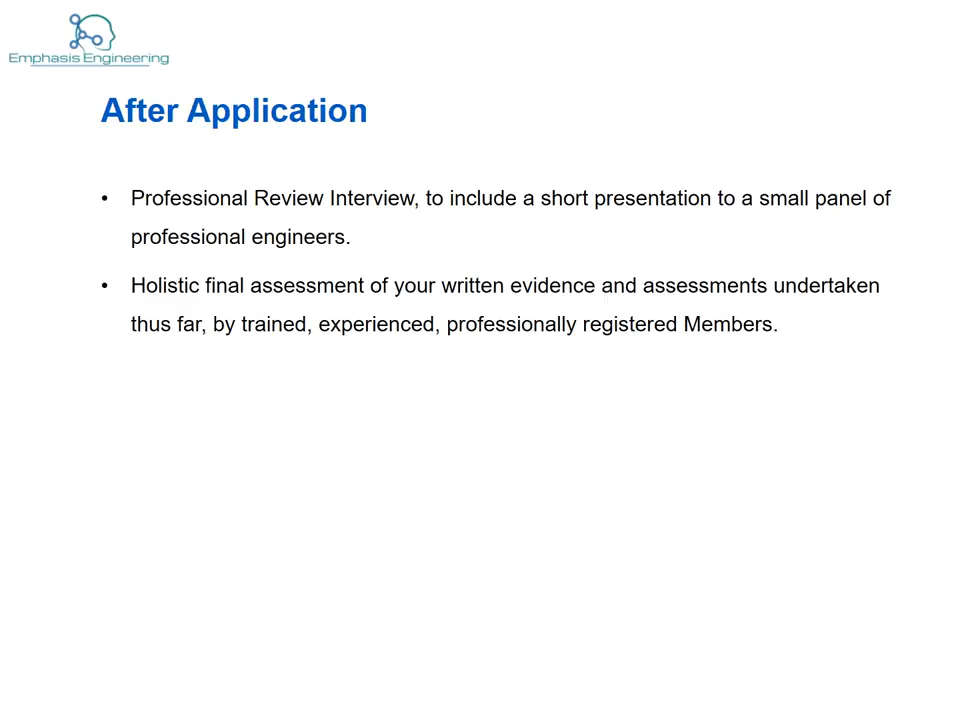 Emphasis Engineering
After Application
• Professional Review Interview, to include a short presentation to a small panel of
professional engineers.
• Holistic final assessment of your written evidence and assessments undertaken
thus far, by trained, experienced, professionally registered Members.